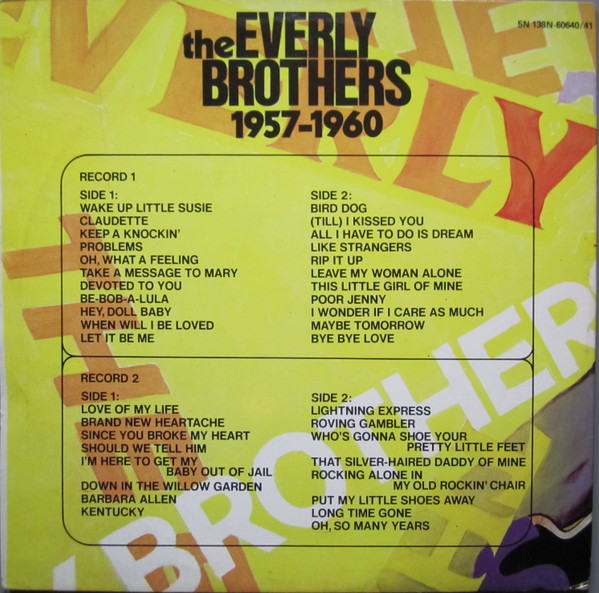 SN 138N-60640/41
the EVERLY
BROTHERS
1957-1960
EVERLY
BROTHERS
RECORD 1
SIDE 1:
WAKE UP LITTLE SUSIE
CLAUDETTE
KEEP A KNOCKIN'
PROBLEMS
OH, WHAT A FEELING
TAKE A MESSAGE TO MARY
DEVOTED TO YOU
BE-BOB-A-LULA
HEY, DOLL BABY
WHEN WILL I BE LOVED
LET IT BE ME
SIDE 2:
BIRD DOG
(TILL) I KISSED YOU
ALL I HAVE TO DO IS DREAM
LIKE STRANGERS
RIP IT UP
LEAVE MY WOMAN ALONE
THIS LITTLE GIRL OF MINE
POOR JENNY
I WONDER IF I CARE AS MUCH
MAYBE TOMORROW
BYE BYE LOVE
RECORD 2
SIDE 1:
LOVE OF MY LIFE
BRAND NEW HEARTACHE
SINCE YOU BROKE MY HEART
SHOULD WE TELL HIM
I'M HERE TO GET MY
BABY OUT OF JAIL
DOWN IN THE WILLOW GARDEN
BARBARA ALLEN
KENTUCKY
SIDE 2:
LIGHTNING EXPRESS
ROVING GAMBLER
WHO'S GONNA SHOE YOUR
PRETTY LITTLE FEET
THAT SILVER-HAIRED DADDY OF MINE
ROCKING ALONE IN
MY OLD ROCKIN' CHAIR
PUT MY LITTLE SHOES AWAY
LONG TIME GONE
OH, SO MANY YEARS